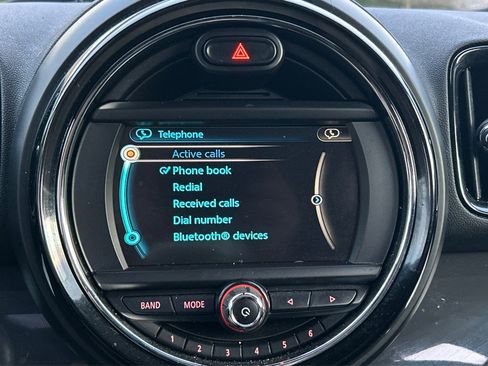 Telephone
Active calls
Phone book
Redial
Received calls
Dial number
Bluetooth® devices
BAND MODE
1 2 3 4 5 6